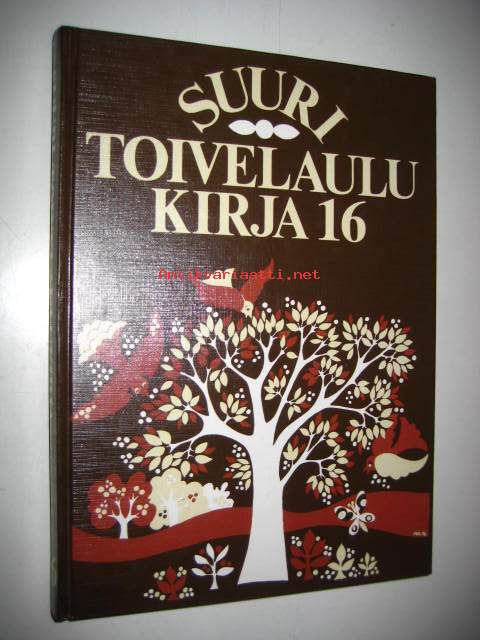 SUURI
TOIVELAULU
KIRJA 16
Antikvariaatti.net